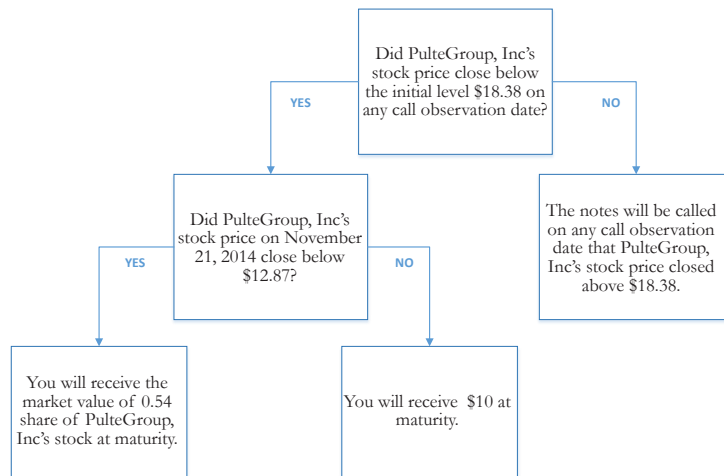 Did PulteGroup, Inc's
stock price close below
the initial level $18.38 on
any call observation date?
YES
NO
Did PulteGroup, Inc's
stock price on November
21, 2014 close below
$12.87?
The notes will be called
on any call observation
date that PulteGroup,
Inc's stock price closed
above $18.38.
YES
NO
You will receive the
market value of 0.54
share of PulteGroup,
Inc's stock at maturity.
You will receive $10 at
maturity.